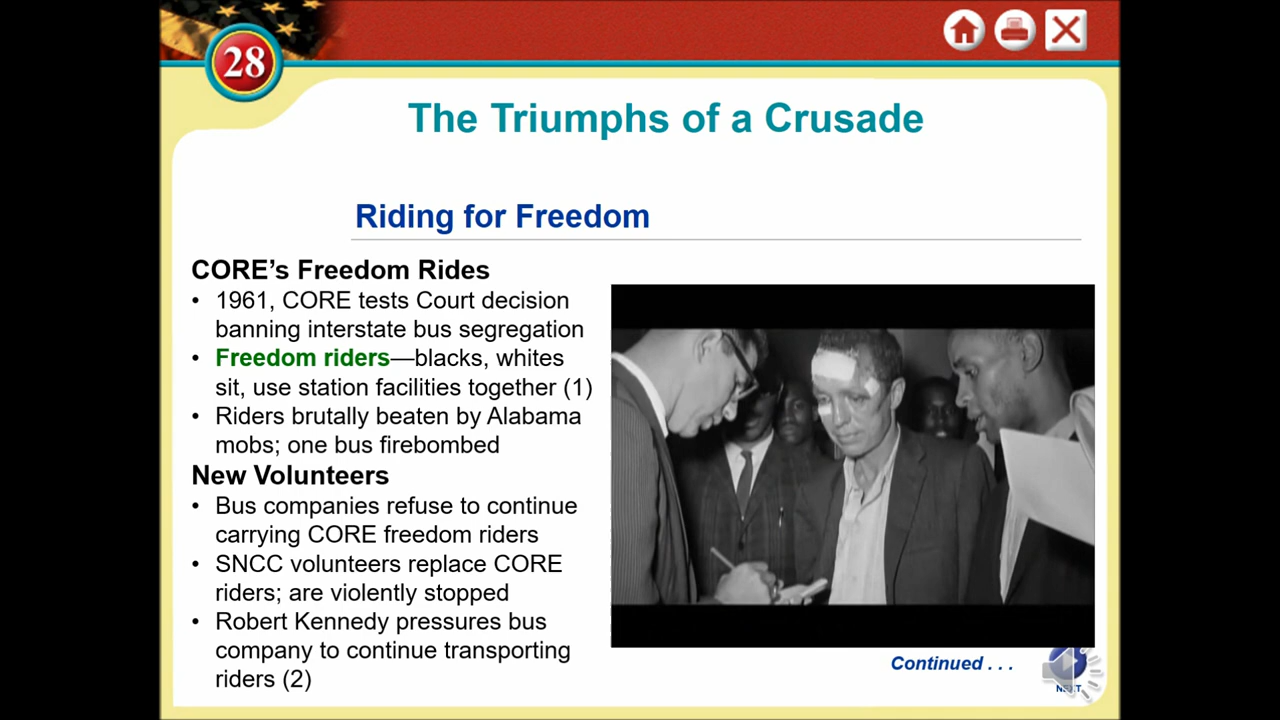 28
The Triumphs of a Crusade
Riding for Freedom
CORE’s Freedom Rides
• 1961, CORE tests Court decision
banning interstate bus segregation
• Freedom riders—blacks, whites
sit, use station facilities together (1)
• Riders brutally beaten by Alabama
mobs; one bus firebombed
New Volunteers
• Bus companies refuse to continue
carrying CORE freedom riders
• SNCC volunteers replace CORE
riders; are violently stopped
• Robert Kennedy pressures bus
company to continue transporting
riders (2)
Continued . . .
NEXT